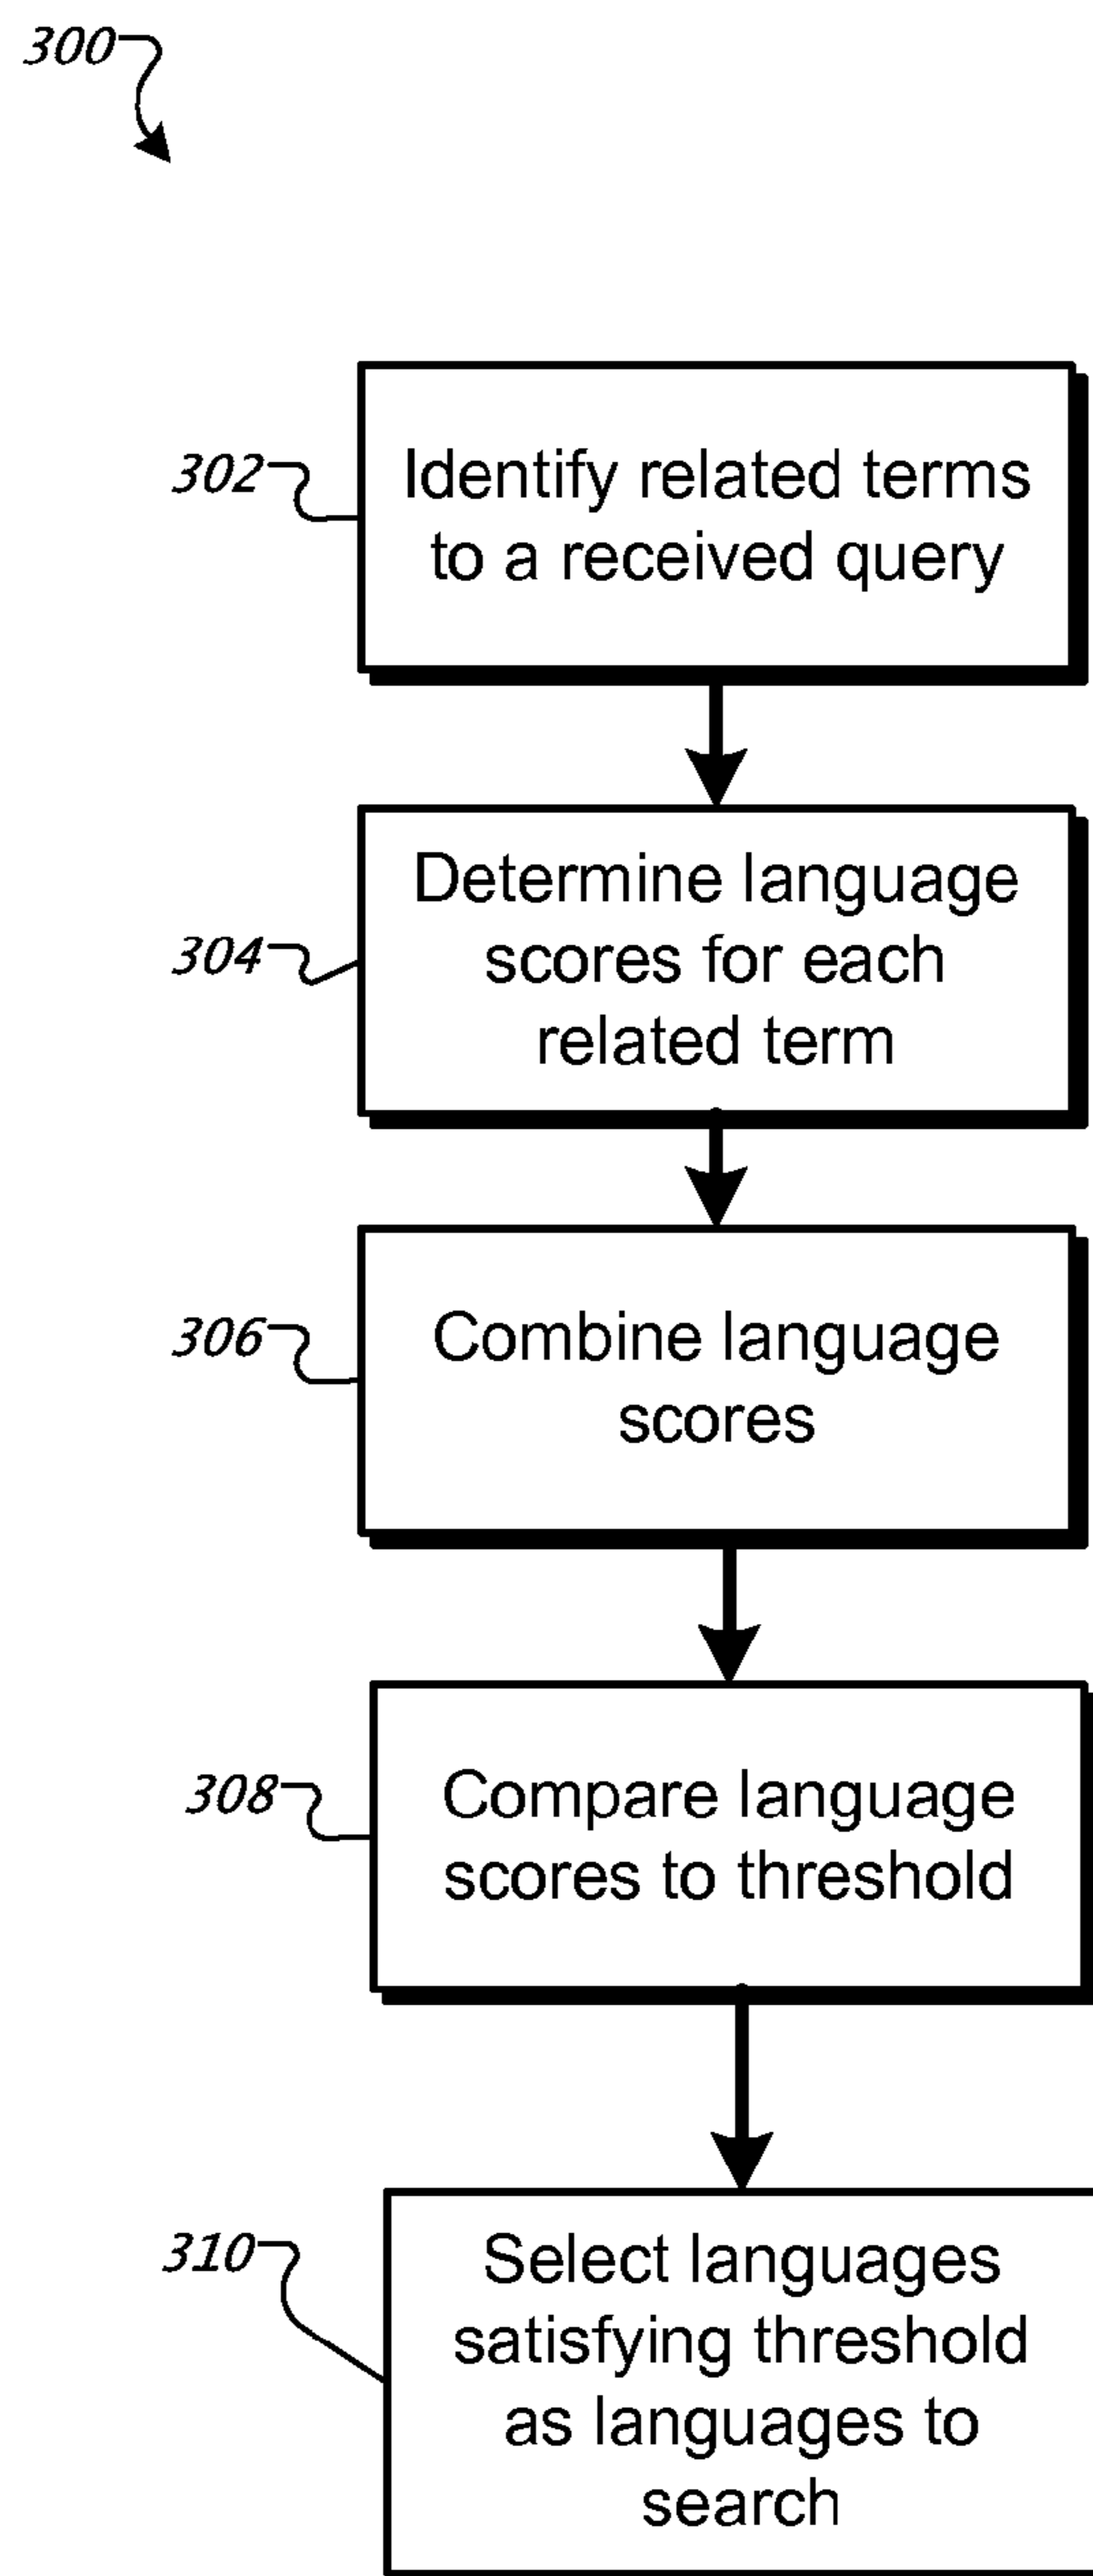 300
302
Identify related terms
to a received query
304
Determine language
scores for each
related term
306
Combine language
scores
308
Compare language
scores to threshold
310
Select languages
satisfying threshold
as languages to
search